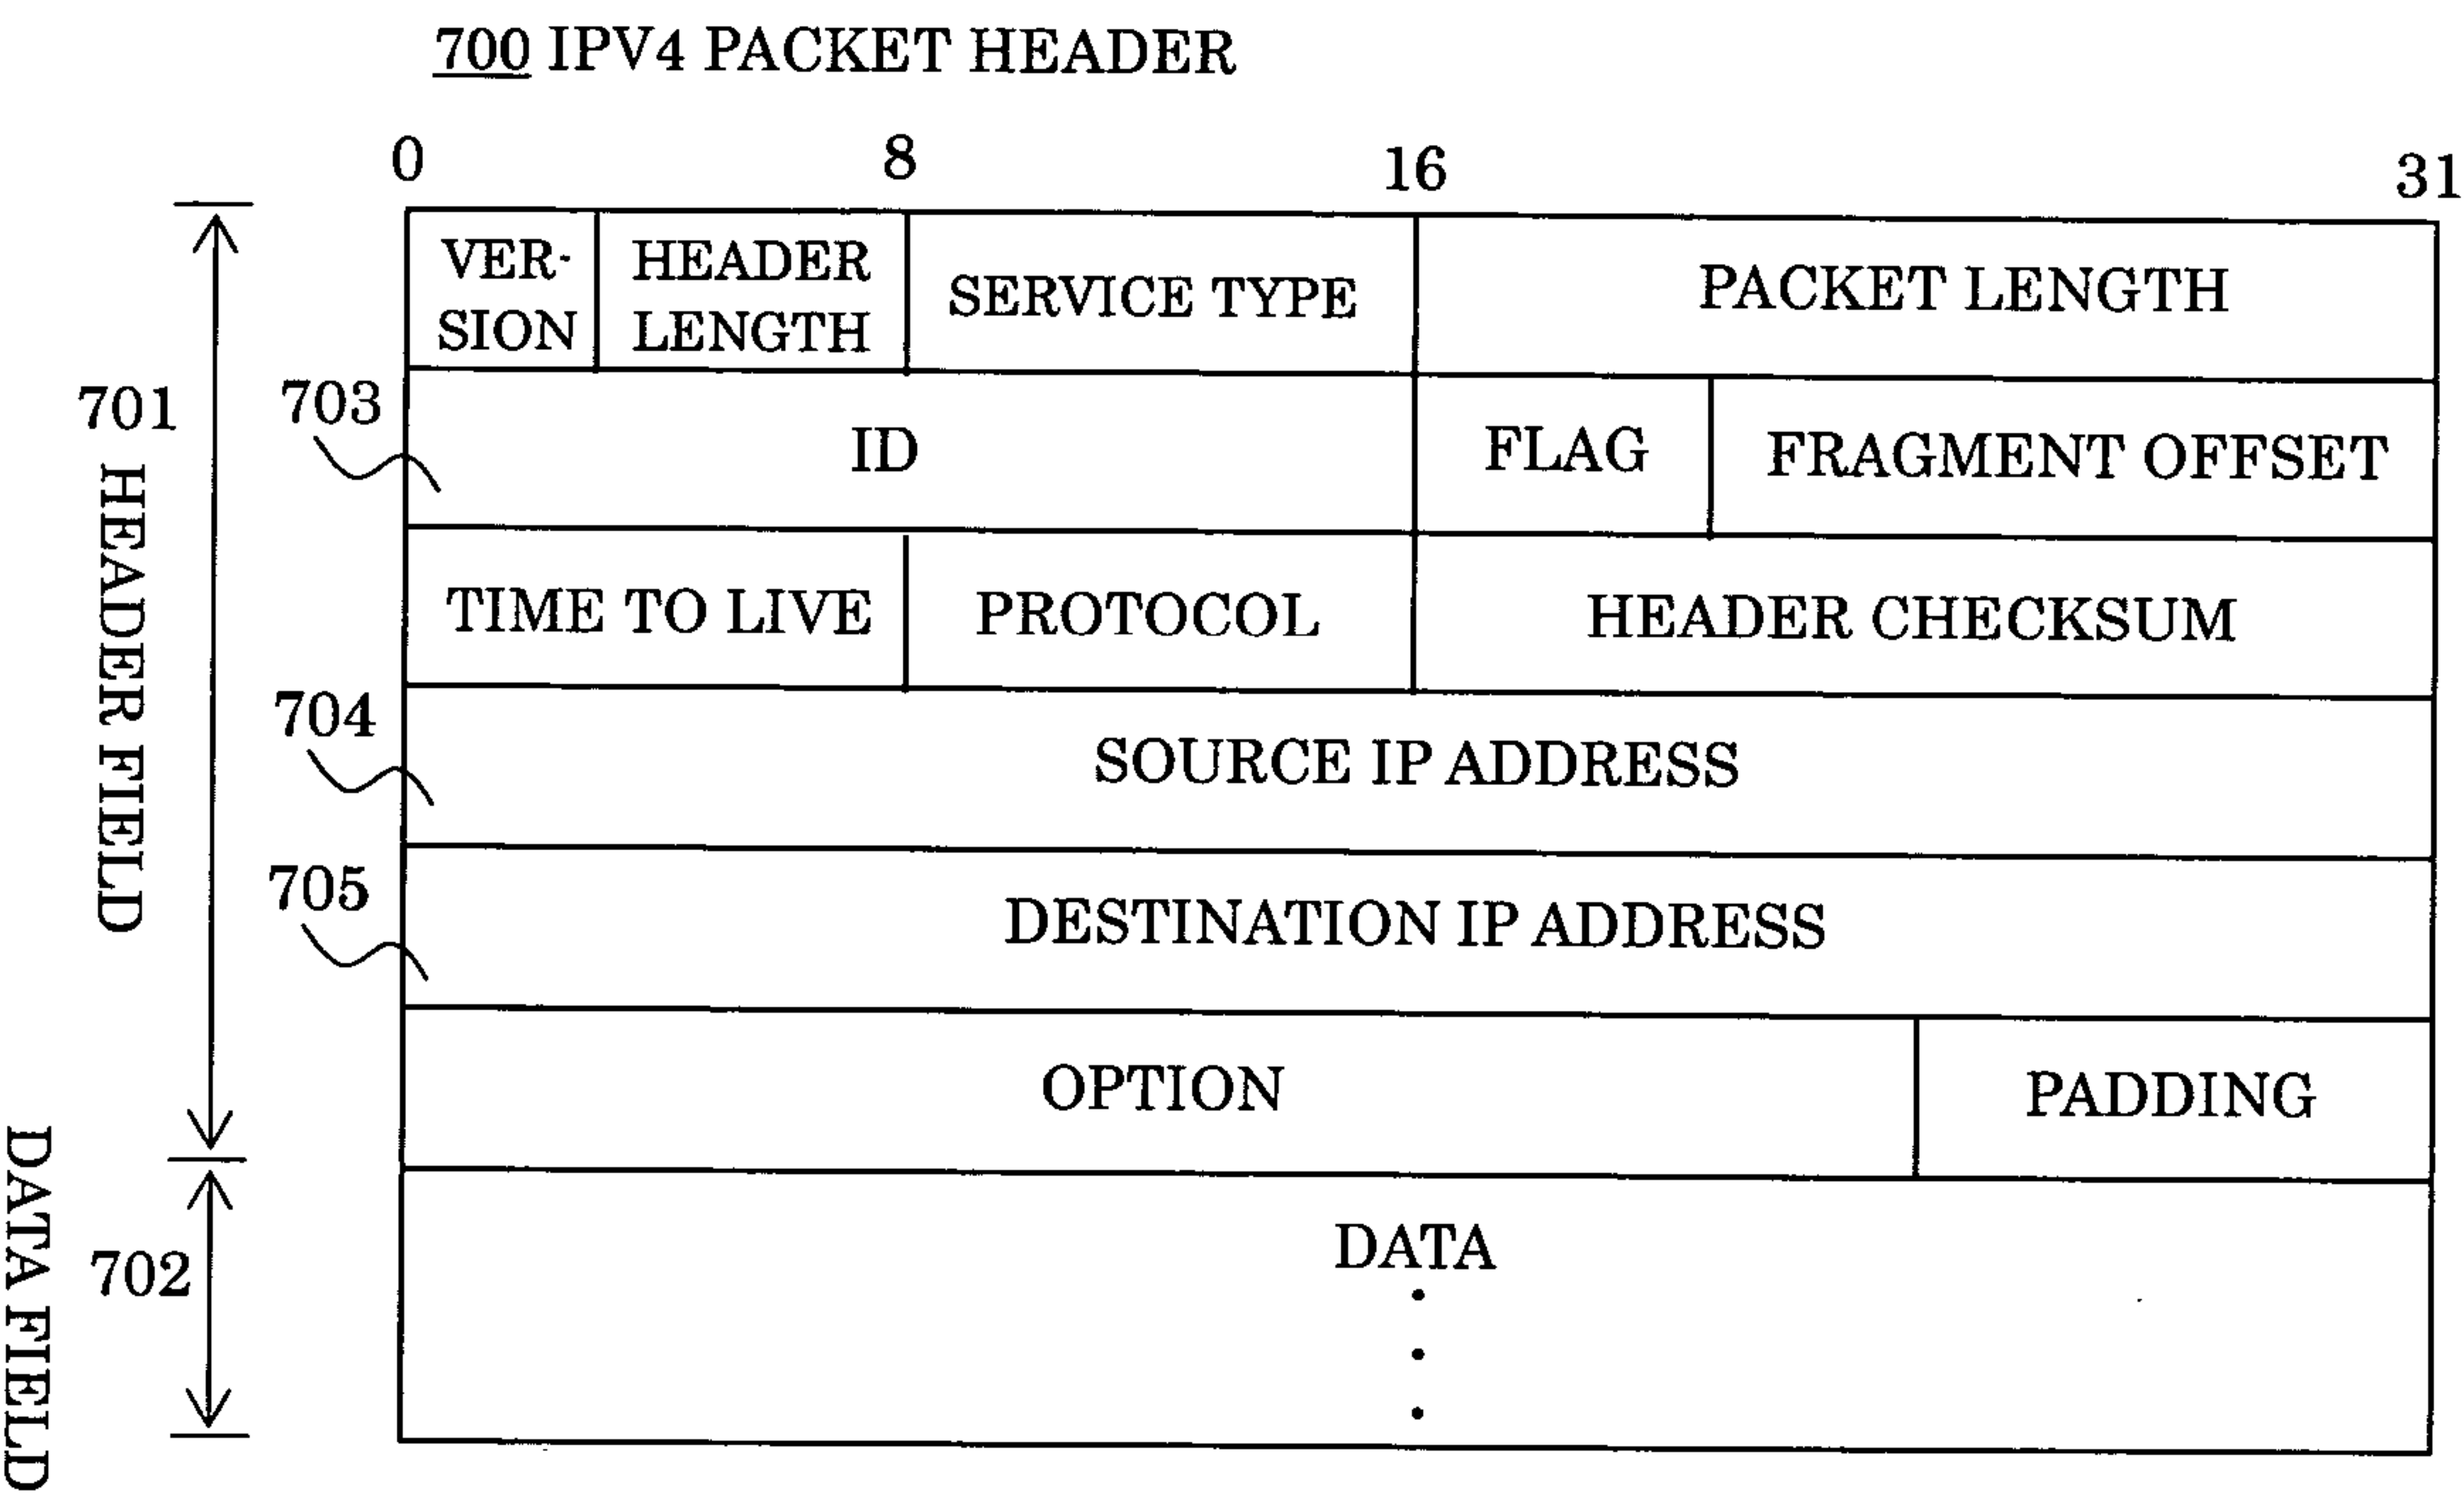 700 IPV4 PACKET HEADER
0 8 16 31
VER-
SION
HEADER
LENGTH
SERVICE TYPE
PACKET LENGTH
701 HEADER FIELD
703
ID
FLAG
FRAGMENT OFFSET
TIME TO LIVE
PROTOCOL
HEADER CHECKSUM
704
SOURCE IP ADDRESS
705
DESTINATION IP ADDRESS
OPTION
PADDING
702
DATA FIELD
DATA